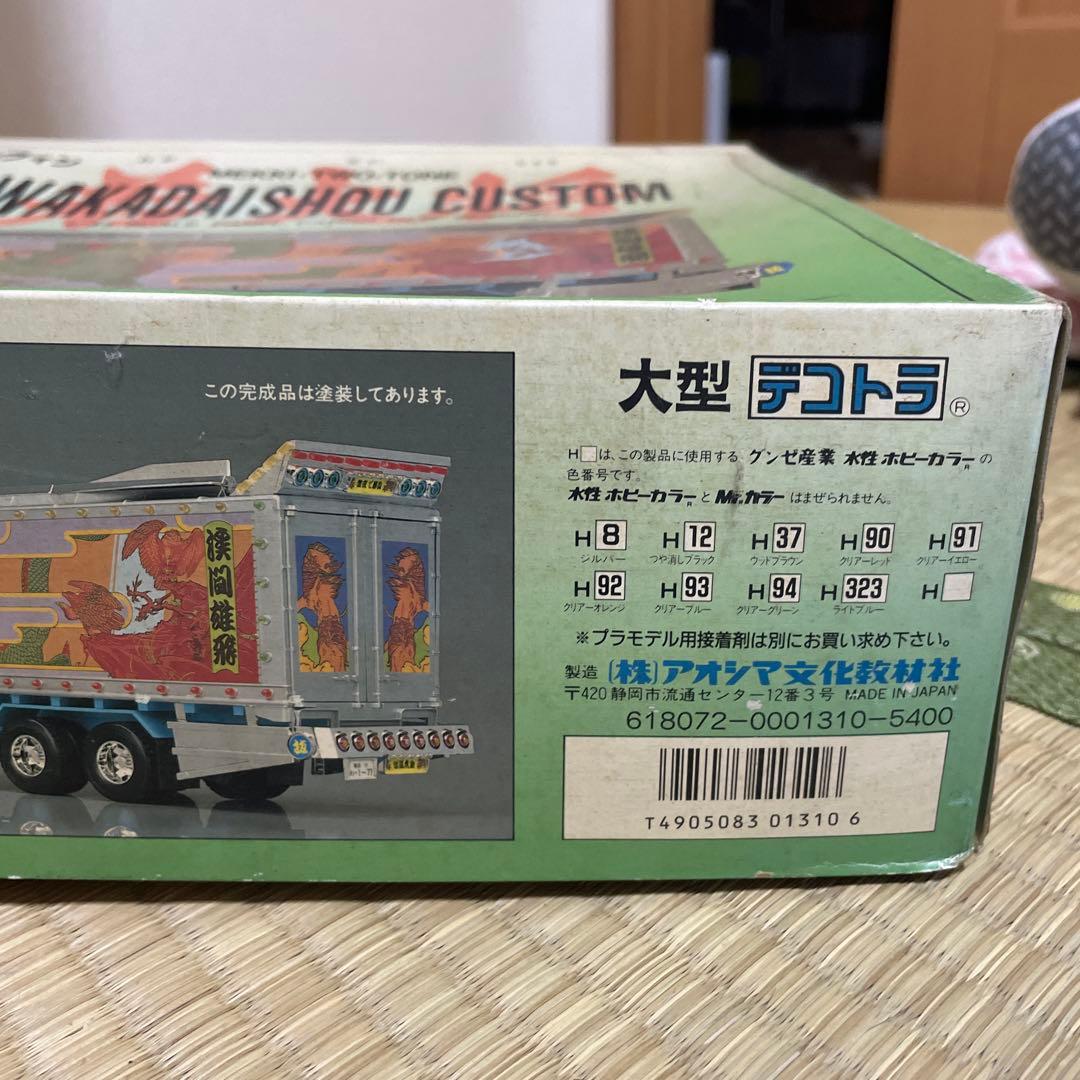 MEKKI-TWO-TONE
WAKADAISHOU CUSTOM
この完成品は塗装してあります。
大型 デコトラ ®
H□は、この製品に使用する グンゼ産業 水性 ホビーカラー の
色番号です。
水性 ホビーカラー と Mr.カラー はまぜられません。
H 8 H 12 H 37 H 90 H 91
シルバー つや消しブラック ウッドブラウン クリアーレッド クリアーイエロー
H 92 H 93 H 94 H 323 H
クリアーオレンジ クリアーブルー クリアーグリーン ライトブルー
※プラモデル用接着剤は別にお買い求め下さい。
製造 (株)アオシマ文化教材社
〒420 静岡市流通センター12番3号 MADE IN JAPAN
618072-0001310-5400
T4905083 01310 6